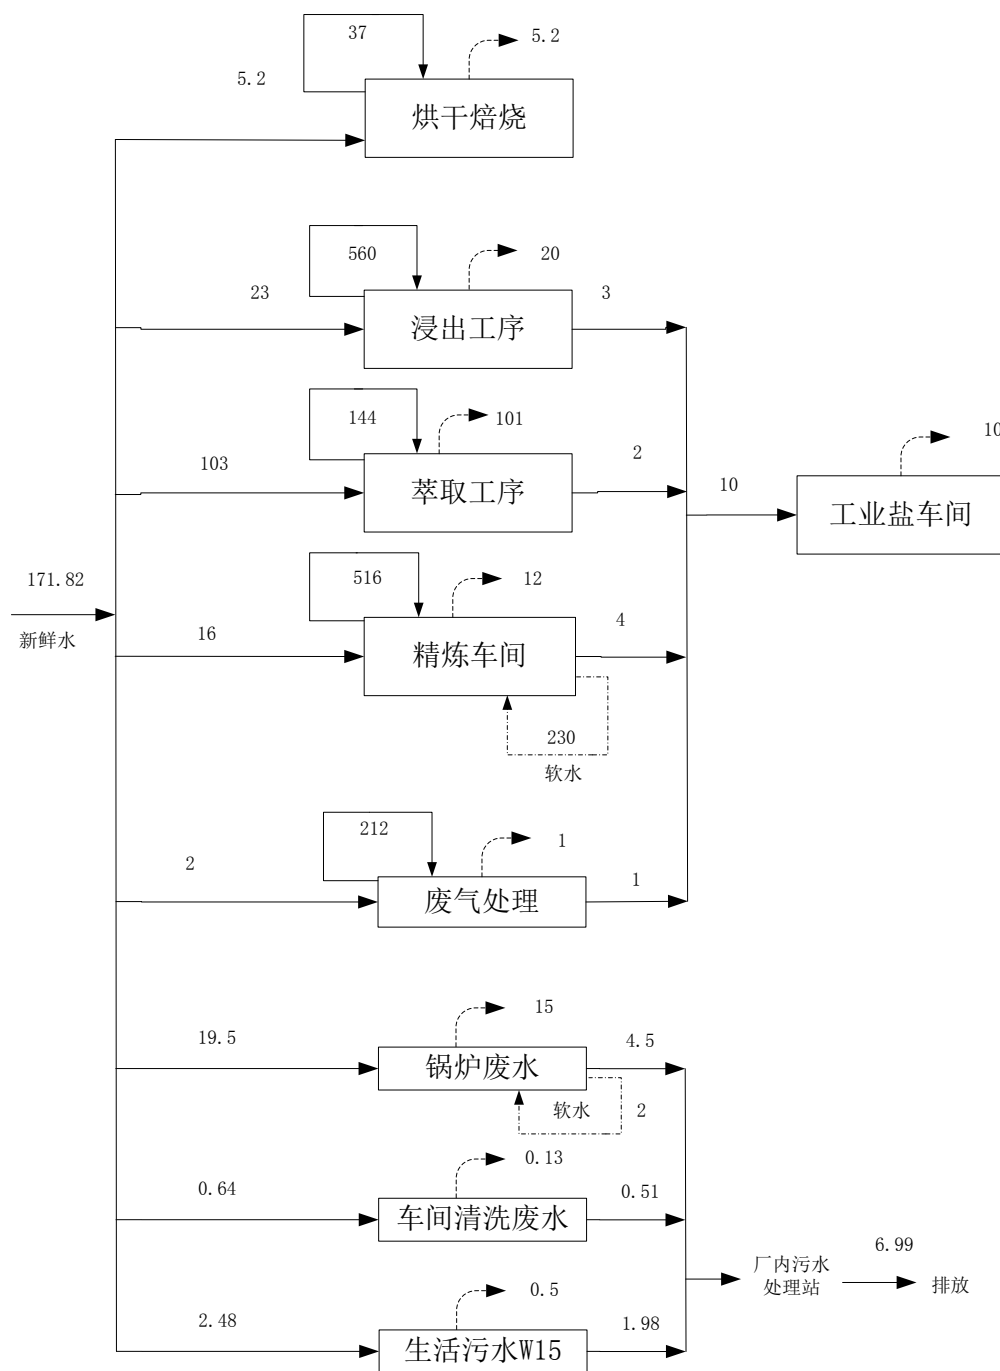 37
5.2
5.2
烘干焙烧
560
20
23
3
浸出工序
144
101
103
2
萃取工序
10
10
工业盐车间
171.82
新鲜水
516
12
16
4
精炼车间
230
软水
212
1
2
1
废气处理
15
19.5
4.5
锅炉废水
软水
2
0.13
0.64
0.51
车间清洗废水
6.99
厂内污水
处理站
排放
0.5
2.48
1.98
生活污水W15